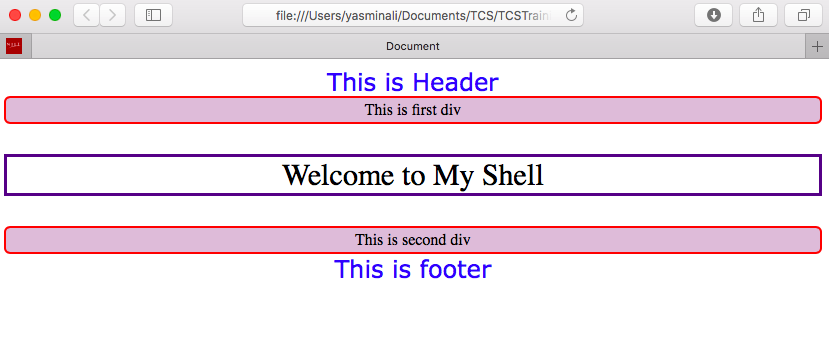 file:///Users/yasminali/Documents/TCS/TCSTrain
Document
This is Header
This is first div
Welcome to My Shell
This is second div
This is footer